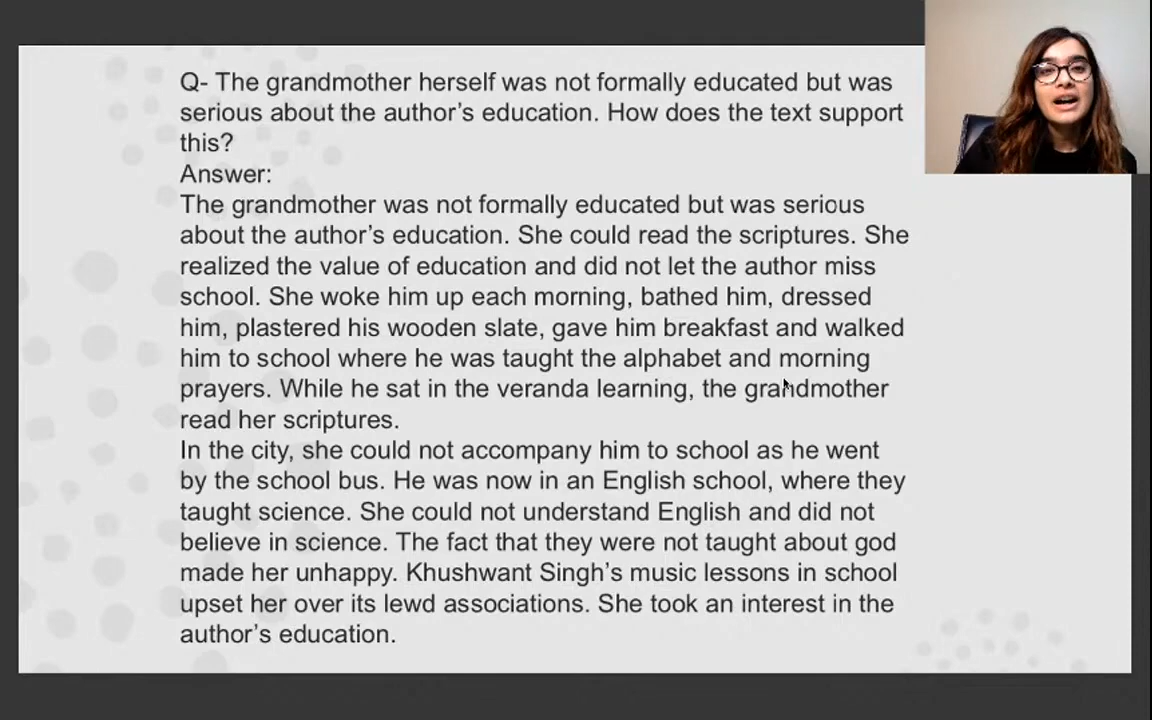 Q- The grandmother herself was not formally educated but was
serious about the author's education. How does the text support
this?
Answer:
The grandmother was not formally educated but was serious
about the author's education. She could read the scriptures. She
realized the value of education and did not let the author miss
school. She woke him up each morning, bathed him, dressed
him, plastered his wooden slate, gave him breakfast and walked
him to school where he was taught the alphabet and morning
prayers. While he sat in the veranda learning, the grandmother
read her scriptures.
In the city, she could not accompany him to school as he went
by the school bus. He was now in an English school, where they
taught science. She could not understand English and did not
believe in science. The fact that they were not taught about god
made her unhappy. Khushwant Singh's music lessons in school
upset her over its lewd associations. She took an interest in the
author's education.